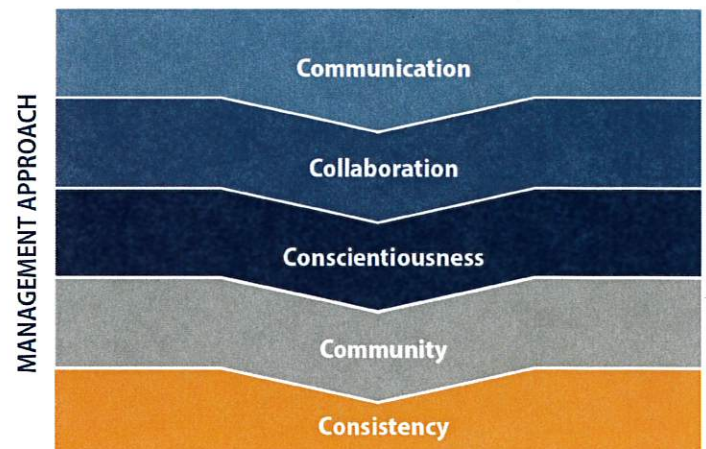 MANAGEMENT APPROACH
Communication
Collaboration
Conscientiousness
Community
Consistency